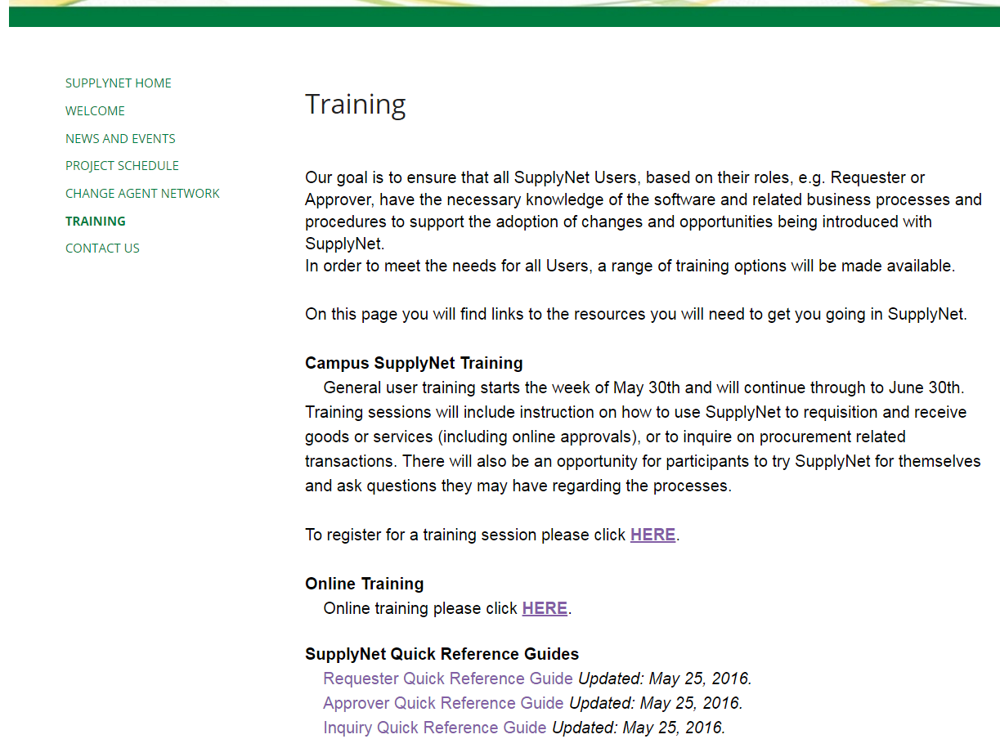 SUPPLYNET HOME
WELCOME
NEWS AND EVENTS
PROJECT SCHEDULE
CHANGE AGENT NETWORK
TRAINING
CONTACT US
Training
Our goal is to ensure that all SupplyNet Users, based on their roles, e.g. Requester or
Approver, have the necessary knowledge of the software and related business processes and
procedures to support the adoption of changes and opportunities being introduced with
SupplyNet.
In order to meet the needs for all Users, a range of training options will be made available.
On this page you will find links to the resources you will need to get you going in SupplyNet.
Campus SupplyNet Training
General user training starts the week of May 30th and will continue through to June 30th.
Training sessions will include instruction on how to use SupplyNet to requisition and receive
goods or services (including online approvals), or to inquire on procurement related
transactions. There will also be an opportunity for participants to try SupplyNet for themselves
and ask questions they may have regarding the processes.
To register for a training session please click HERE.
Online Training
Online training please click HERE.
SupplyNet Quick Reference Guides
Requester Quick Reference Guide Updated: May 25, 2016.
Approver Quick Reference Guide Updated: May 25, 2016.
Inquiry Quick Reference Guide Updated: May 25, 2016.